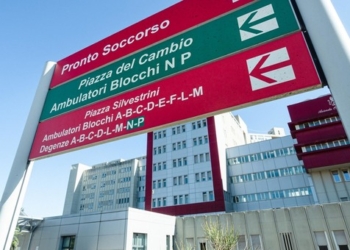 Pronto Soccorso
Piazza del Cambio
Ambulatori Blocchi N P
Piazza Silvestrini
Ambulatori Blocchi A-B-C-D-E-F-L-M
Degenze A-B-C-D-L-M-N-P